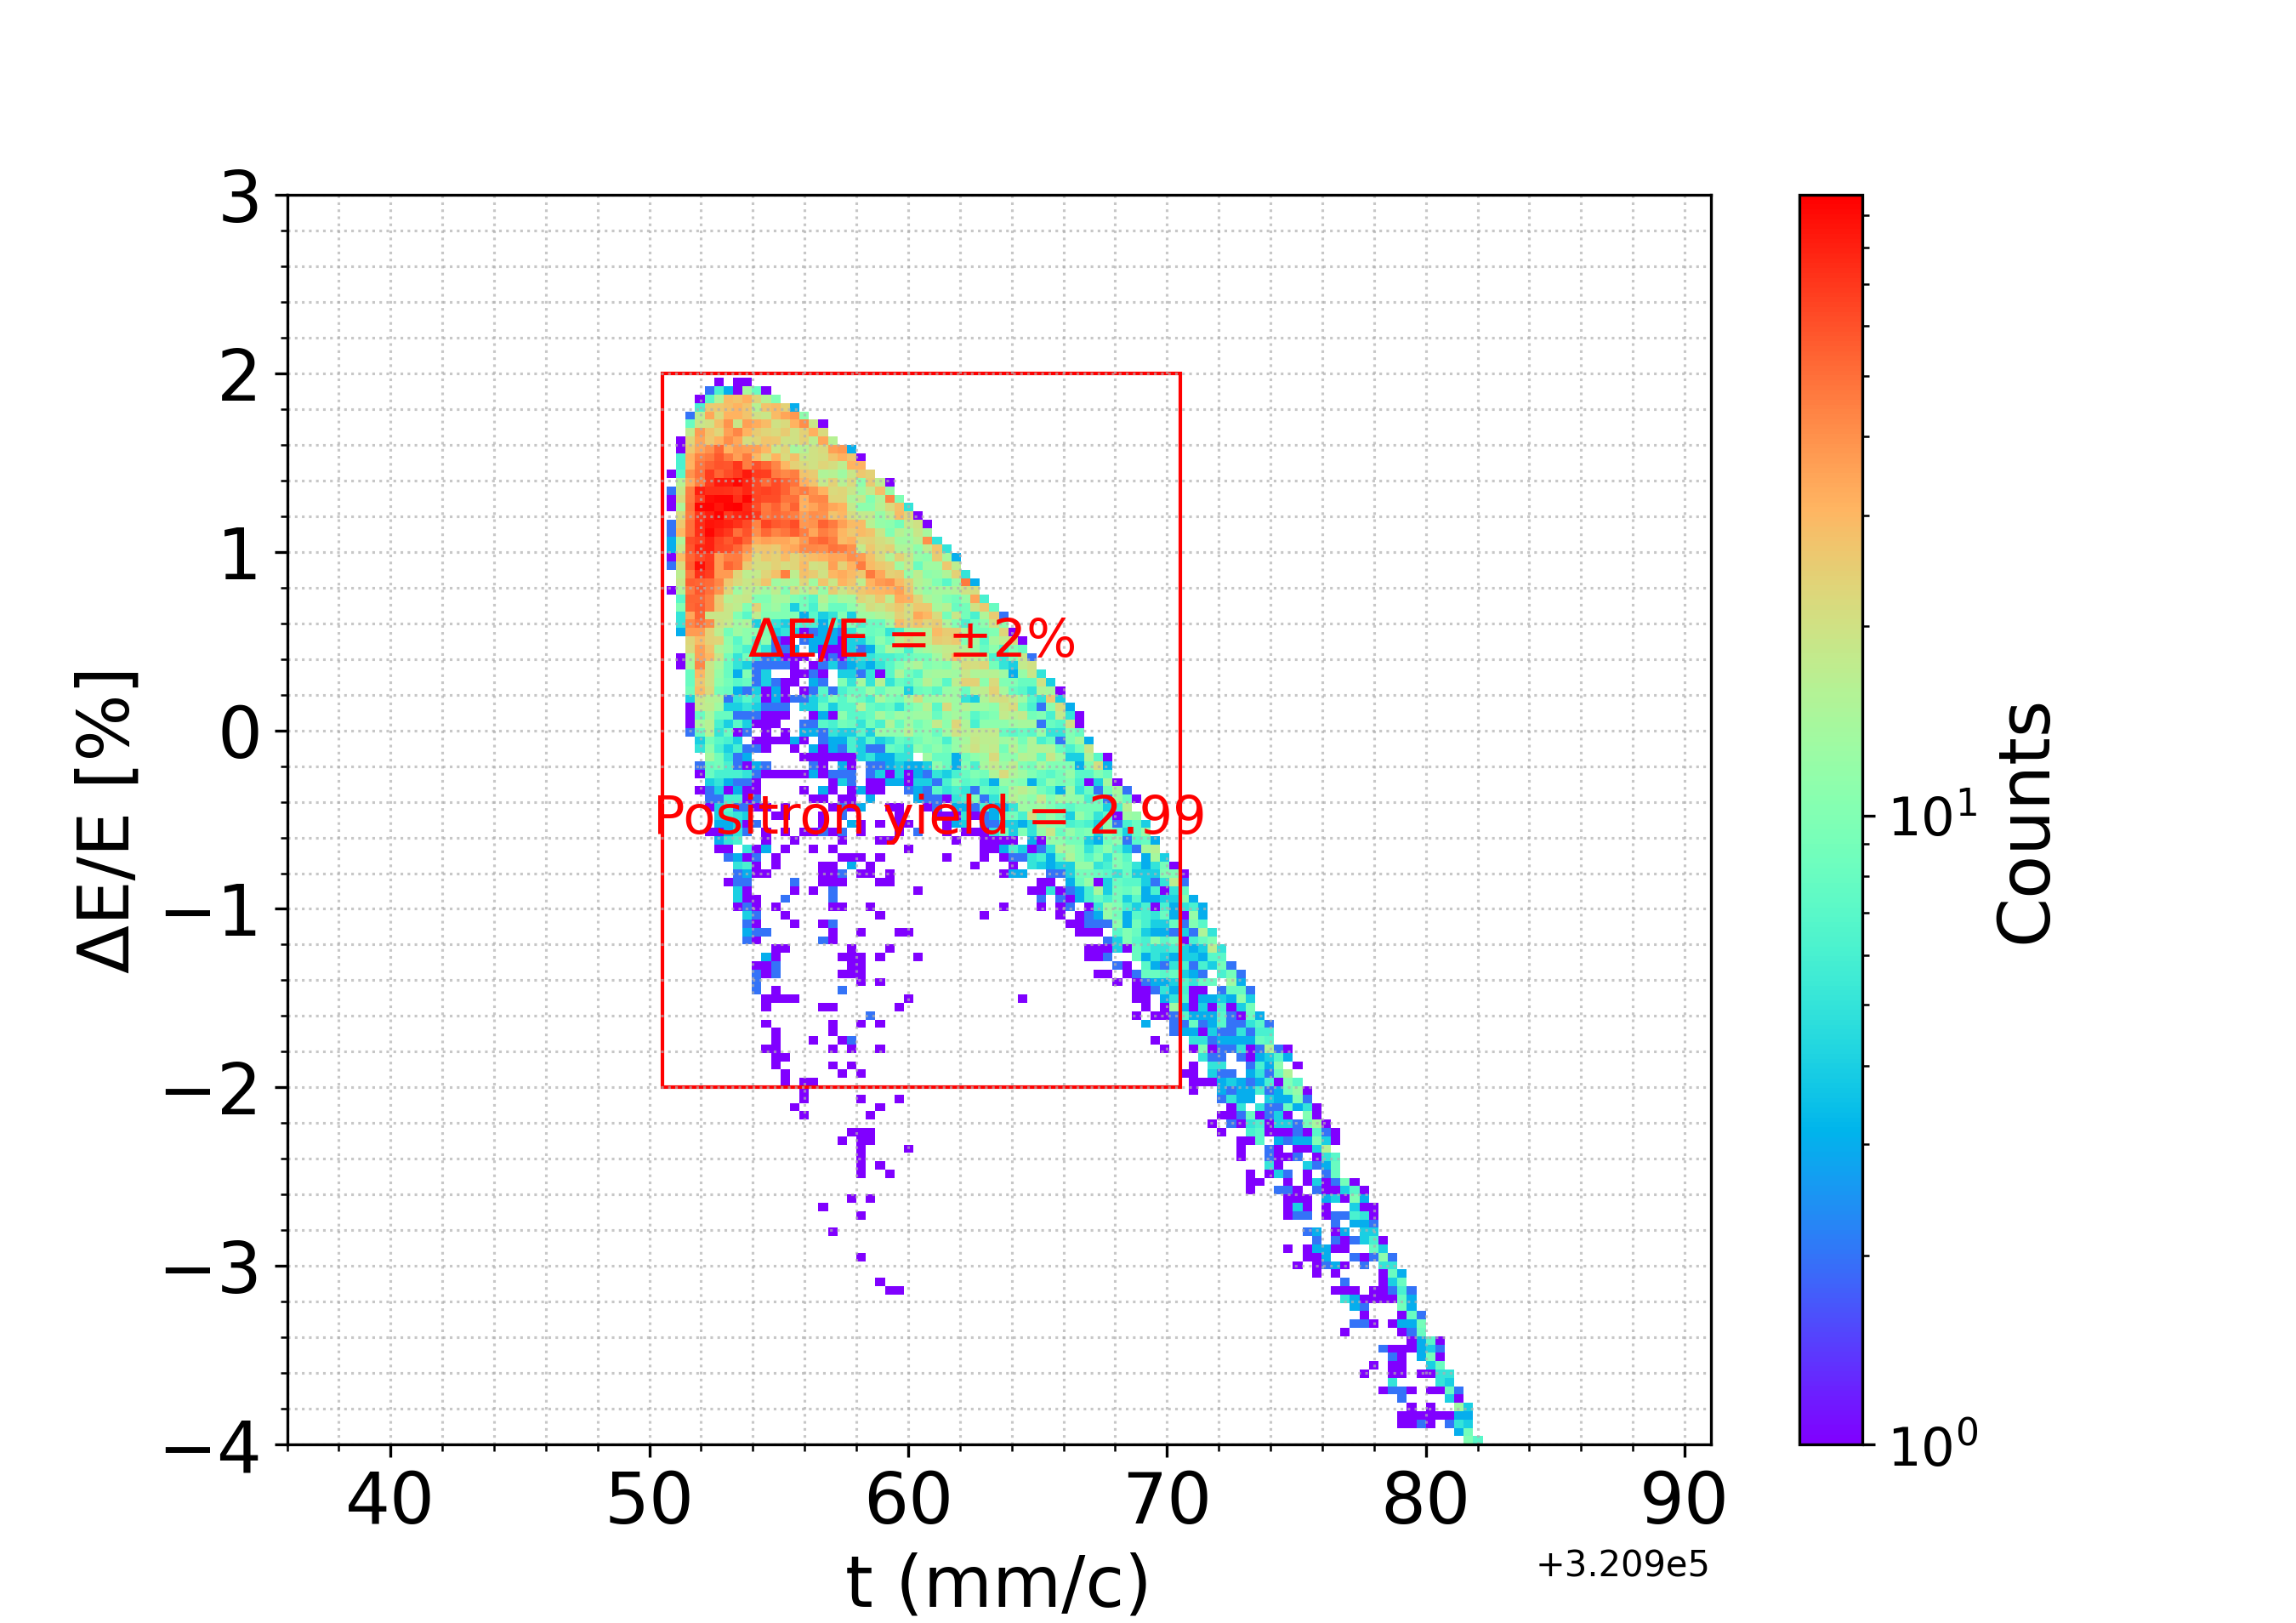 3
2
1
0
−1
−2
−3
−4
ΔE/E [%]
ΔE/E = ±2%
Positron yield = 2.99
40 50 60 70 80 90
+3.209e5
t (mm/c)
10¹
10⁰
Counts